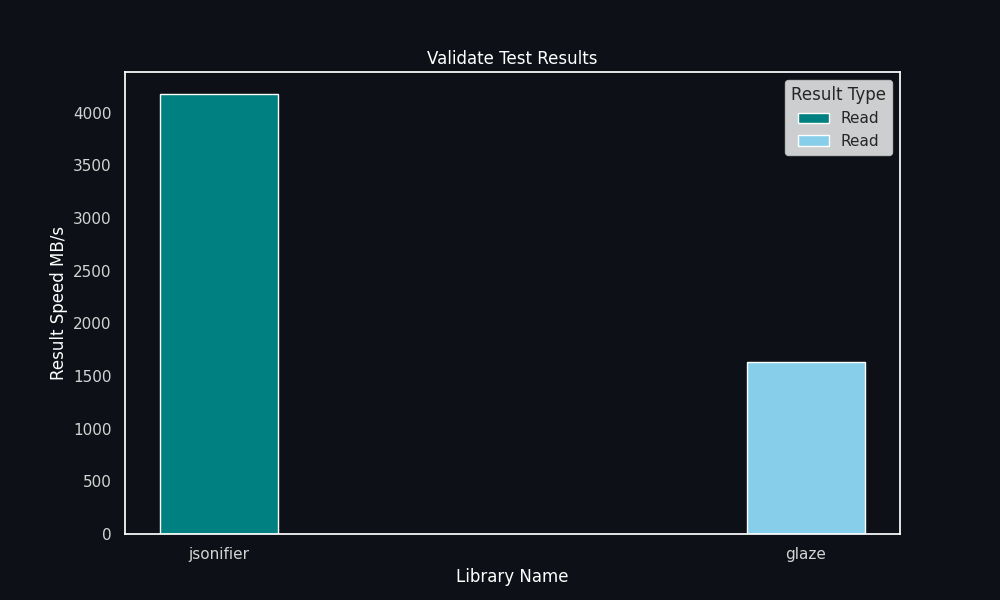 Validate Test Results
Result Type
Read
Read
Result Speed MB/s
4000
3500
3000
2500
2000
1500
1000
500
0
jsonifier
glaze
Library Name